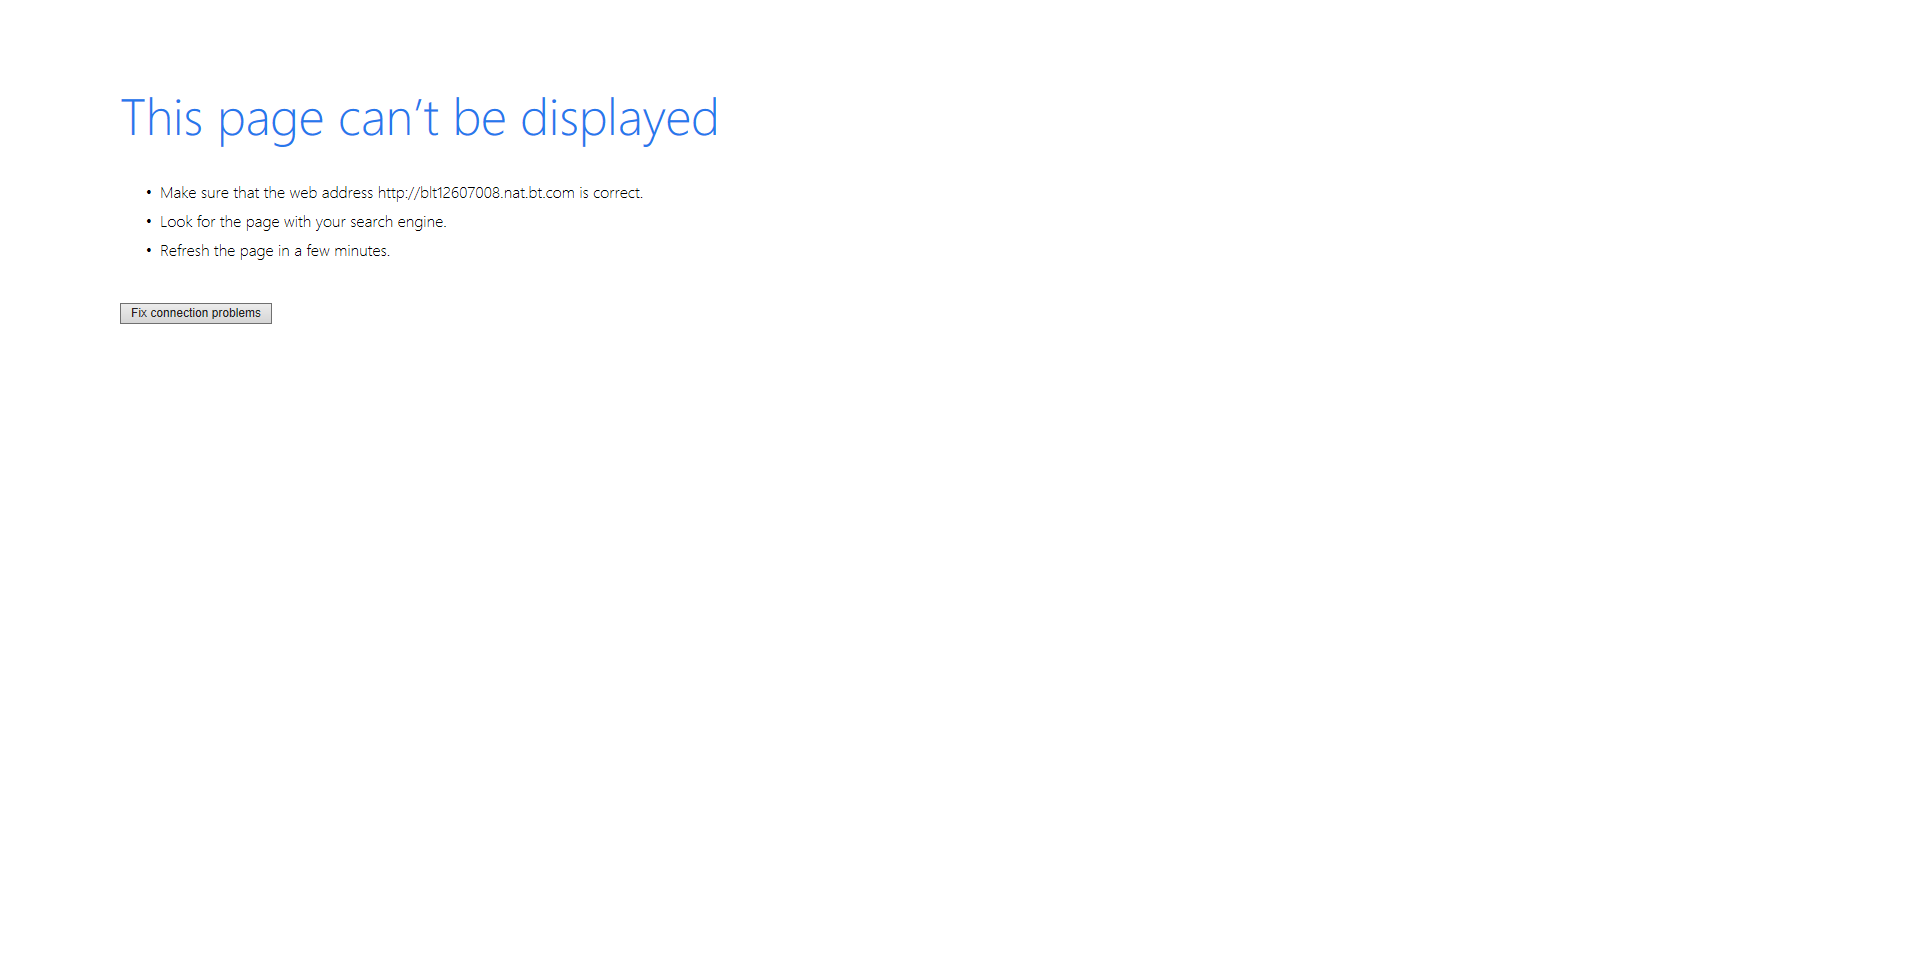 This page can't be displayed
• Make sure that the web address http://blt12607008.nat.bt.com is correct.
• Look for the page with your search engine.
• Refresh the page in a few minutes.
Fix connection problems